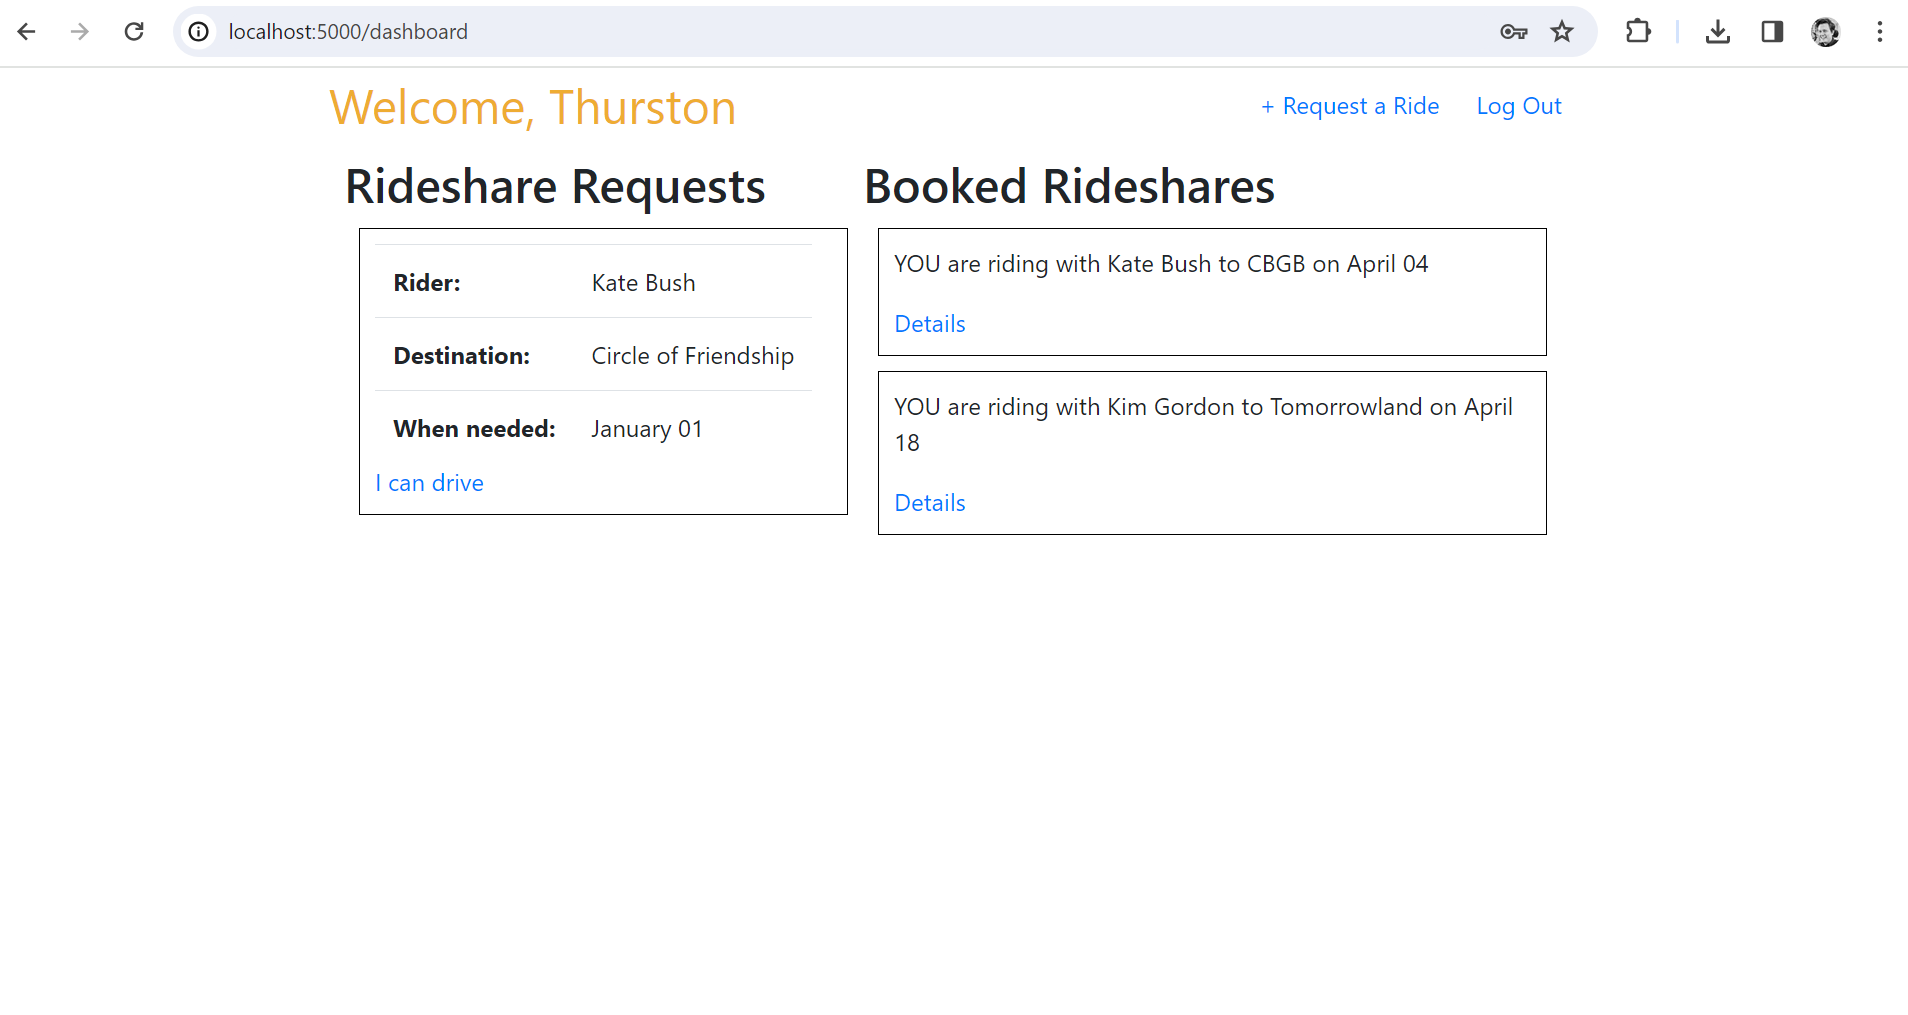 localhost:5000/dashboard
Welcome, Thurston
+ Request a Ride
Log Out
Rideshare Requests
Rider: Kate Bush
Destination: Circle of Friendship
When needed: January 01
I can drive
Booked Rideshares
YOU are riding with Kate Bush to CBGB on April 04
Details
YOU are riding with Kim Gordon to Tomorrowland on April
18
Details